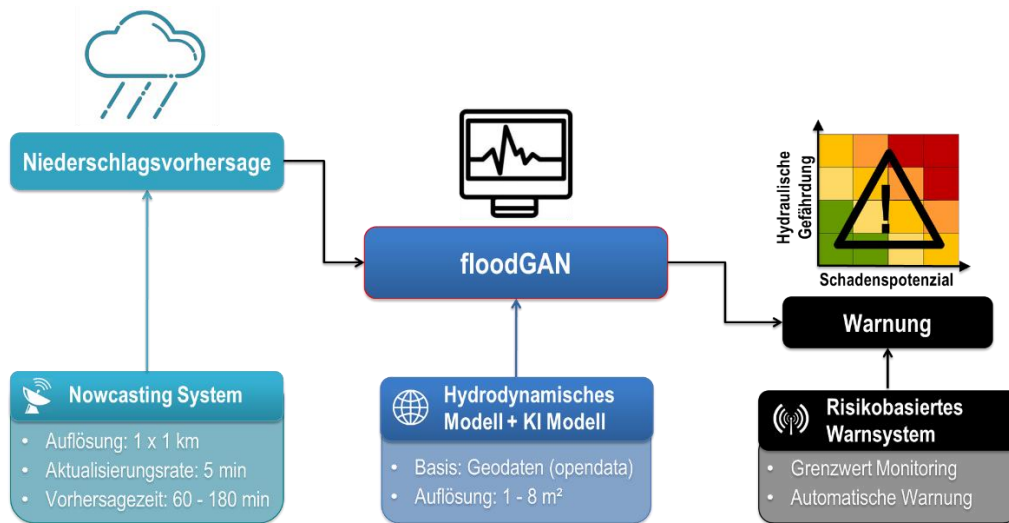 Niederschlagsvorhersage
floodGAN
Hydraulische
Gefährdung
!
Schadenspotenzial
Warnung
Nowcasting System
• Auflösung: 1 x 1 km
• Aktualisierungsrate: 5 min
• Vorhersagezeit: 60 - 180 min
Hydrodynamisches
Modell + KI Modell
• Basis: Geodaten (opendata)
• Auflösung: 1 - 8 m²
Risikobasiertes
Warnsystem
• Grenzwert Monitoring
• Automatische Warnung